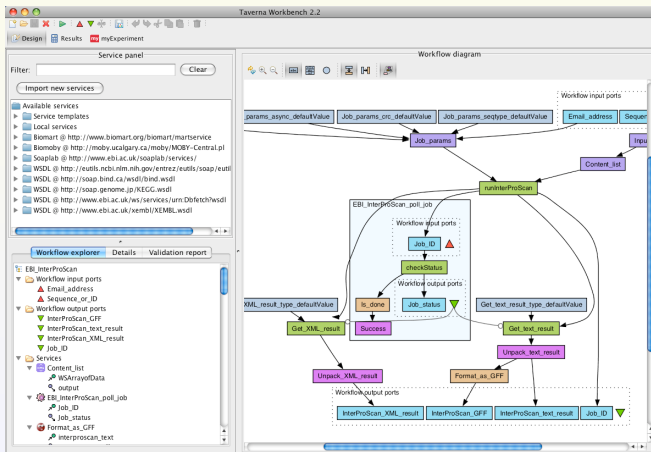 Taverna Workbench 2.2
Design
Results
my myExperiment
Service panel
Filter:
Clear
Import new services
Available services
Service templates
Local services
Biomart @ http://www.biomart.org/biomart/martservice
Biomoby @ http://moby.ucalgary.ca/moby/MOBY-Central.pl
Soaplab @ http://www.ebi.ac.uk/soaplab/services/
WSDL @ http://eutils.ncbi.nlm.nih.gov/entrez/eutils/soap/eutil
WSDL @ http://soap.bind.ca/wsdl/bind.wsdl
WSDL @ http://soap.genome.jp/KEGG.wsdl
WSDL @ http://www.ebi.ac.uk/ws/services/urn:Dbfetch?wsdl
WSDL @ http://www.ebi.ac.uk/xembl/XEMBL.wsdl
Workflow explorer
Details
Validation report
EBI_InterProScan
Workflow input ports
Email_address
Sequence_or_ID
Workflow output ports
InterProScan_GFF
InterProScan_text_result
InterProScan_XML_result
Job_ID
Services
Content_list
WSArrayofData
output
EBI_InterProScan_poll_job
Job_ID
Job_status
Format_as_GFF
interproscan_text
Workflow diagram
Workflow input ports
_params_async_defaultValue
Job_params_crc_defaultValue
Job_params_seqtype_defaultValue
Email_address
Sequen
Job_params
Inpu
Content_list
runInterProScan
EBI_InterProScan_poll_job
Workflow input ports
Job_ID
checkStatus
Workflow output ports
XML_result_type_defaultValue
Is_done
Job_status
Get_text_result_type_defaultValue
Get_XML_result
Success
Get_text_result
Unpack_text_result
Unpack_XML_result
Format_as_GFF
Workflow output ports
InterProScan_XML_result
InterProScan_GFF
InterProScan_text_result
Job_ID